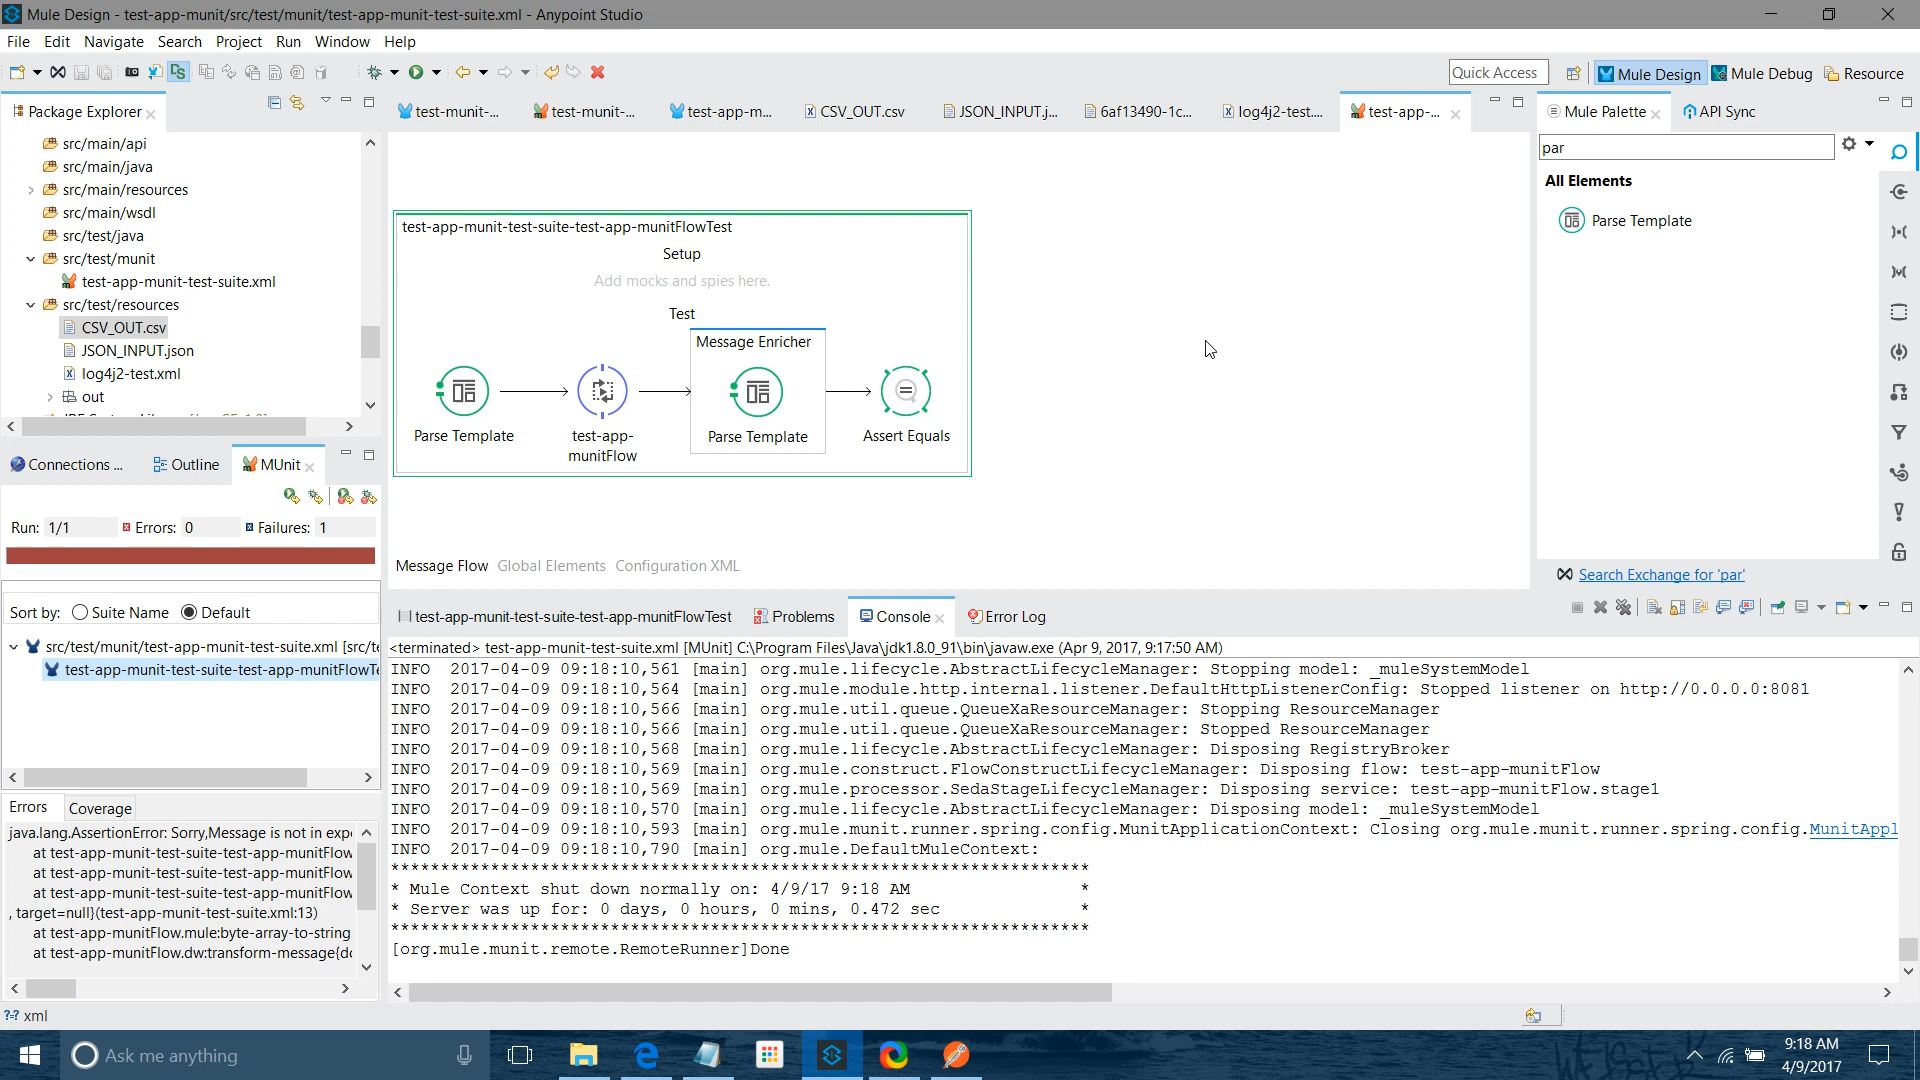 Mule Design - test-app-munit/src/test/munit/test-app-munit-test-suite.xml - Anypoint Studio
File Edit Navigate Search Project Run Window Help
Quick Access Mule Design Mule Debug Resource
Package Explorer
src/main/api
src/main/java
src/main/resources
src/main/wsdl
src/test/java
src/test/munit
test-app-munit-test-suite.xml
src/test/resources
CSV_OUT.csv
JSON_INPUT.json
log4j2-test.xml
out
test-munit-... test-munit-... test-app-m... CSV_OUT.csv JSON_INPUT.j... 6af13490-1c... log4j2-test.... test-app-...
test-app-munit-test-suite-test-app-munitFlowTest
Setup
Add mocks and spies here.
Test
Message Enricher
Parse Template
test-app-
munitFlow
Parse Template
Assert Equals
Message Flow Global Elements Configuration XML
Mule Palette API Sync
par
All Elements
Parse Template
Search Exchange for 'par'
Connections ... Outline MUnit
Run: 1/1 Errors: 0 Failures: 1
Sort by: Suite Name Default
src/test/munit/test-app-munit-test-suite.xml [src/te
test-app-munit-test-suite-test-app-munitFlowTe
Errors Coverage
java.lang.AssertionError: Sorry,Message is not in expe
at test-app-munit-test-suite-test-app-munitFlow
at test-app-munit-test-suite-test-app-munitFlow
at test-app-munit-test-suite-test-app-munitFlow
, target=null}(test-app-munit-test-suite.xml:13)
at test-app-munitFlow.mule:byte-array-to-string
at test-app-munitFlow.dw:transform-message{do
test-app-munit-test-suite-test-app-munitFlowTest Problems Console Error Log
<terminated> test-app-munit-test-suite.xml [MUnit] C:\Program Files\Java\jdk1.8.0_91\bin\javaw.exe (Apr 9, 2017, 9:17:50 AM)
INFO 2017-04-09 09:18:10,561 [main] org.mule.lifecycle.AbstractLifecycleManager: Stopping model: _muleSystemModel
INFO 2017-04-09 09:18:10,564 [main] org.mule.module.http.internal.listener.DefaultHttpListenerConfig: Stopped listener on http://0.0.0.0:8081
INFO 2017-04-09 09:18:10,566 [main] org.mule.util.queue.QueueXaResourceManager: Stopping ResourceManager
INFO 2017-04-09 09:18:10,566 [main] org.mule.util.queue.QueueXaResourceManager: Stopped ResourceManager
INFO 2017-04-09 09:18:10,568 [main] org.mule.lifecycle.AbstractLifecycleManager: Disposing RegistryBroker
INFO 2017-04-09 09:18:10,569 [main] org.mule.construct.FlowConstructLifecycleManager: Disposing flow: test-app-munitFlow
INFO 2017-04-09 09:18:10,569 [main] org.mule.processor.SedaStageLifecycleManager: Disposing service: test-app-munitFlow.stage1
INFO 2017-04-09 09:18:10,570 [main] org.mule.lifecycle.AbstractLifecycleManager: Disposing model: _muleSystemModel
INFO 2017-04-09 09:18:10,593 [main] org.mule.munit.runner.spring.config.MunitApplicationContext: Closing org.mule.munit.runner.spring.config.MunitAppl
INFO 2017-04-09 09:18:10,790 [main] org.mule.DefaultMuleContext:
**********************************************************************
* Mule Context shut down normally on: 4/9/17 9:18 AM *
* Server was up for: 0 days, 0 hours, 0 mins, 0.472 sec *
**********************************************************************
[org.mule.munit.remote.RemoteRunner]Done
xml
Ask me anything
9:18 AM
4/9/2017